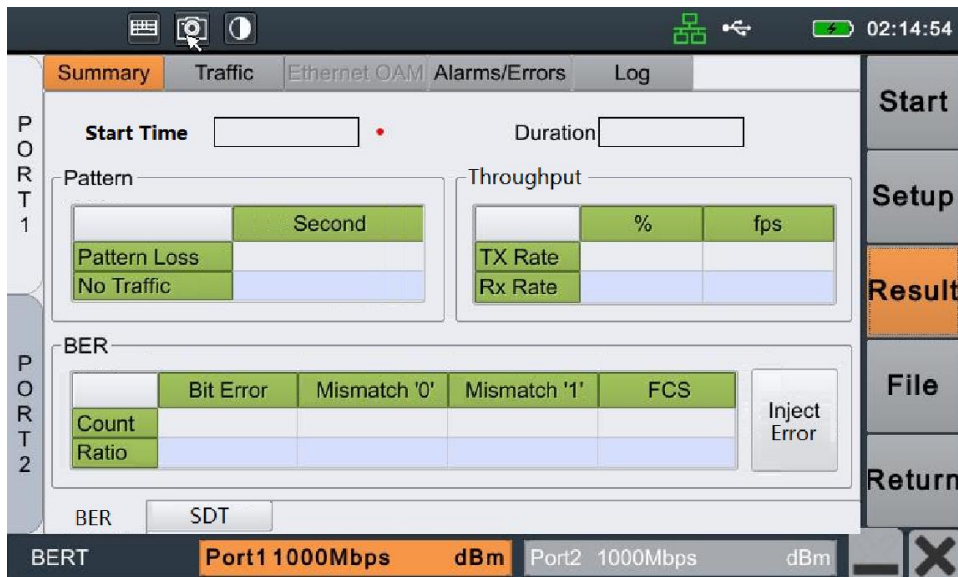 02:14:54
Summary Traffic Ethernet OAM Alarms/Errors Log
Start
Setup
Result
File
Return
PORT1
PORT2
Start Time Duration
Pattern
Second
Pattern Loss
No Traffic
Throughput
% fps
TX Rate
Rx Rate
BER
Bit Error Mismatch '0' Mismatch '1' FCS
Count
Ratio
Inject
Error
BER SDT
BERT Port1 1000Mbps dBm Port2 1000Mbps dBm